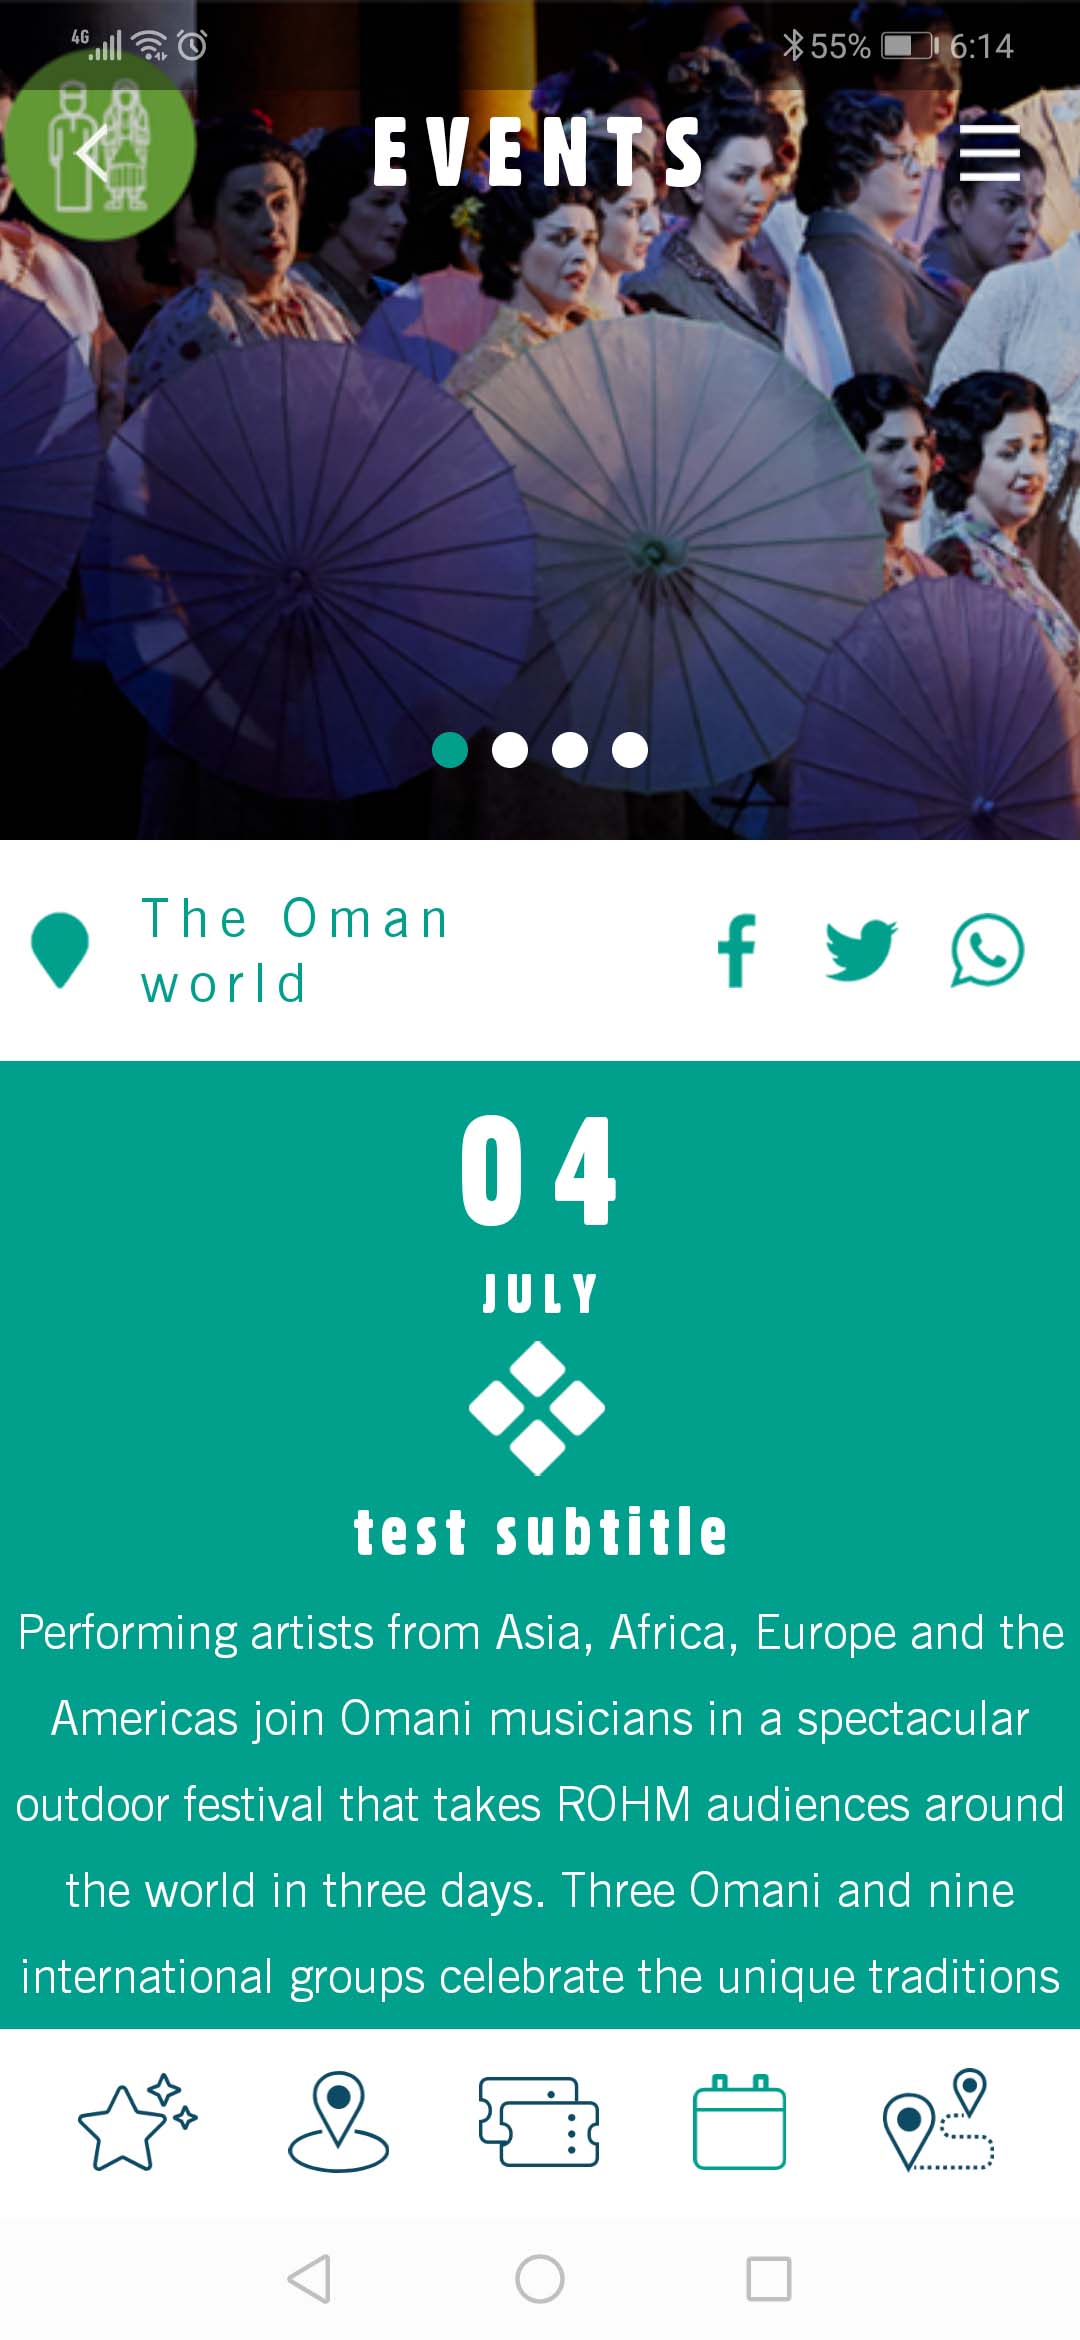 4G 55% 6:14
EVENTS
The Oman
world
04
JULY
test subtitle
Performing artists from Asia, Africa, Europe and the
Americas join Omani musicians in a spectacular
outdoor festival that takes ROHM audiences around
the world in three days. Three Omani and nine
international groups celebrate the unique traditions